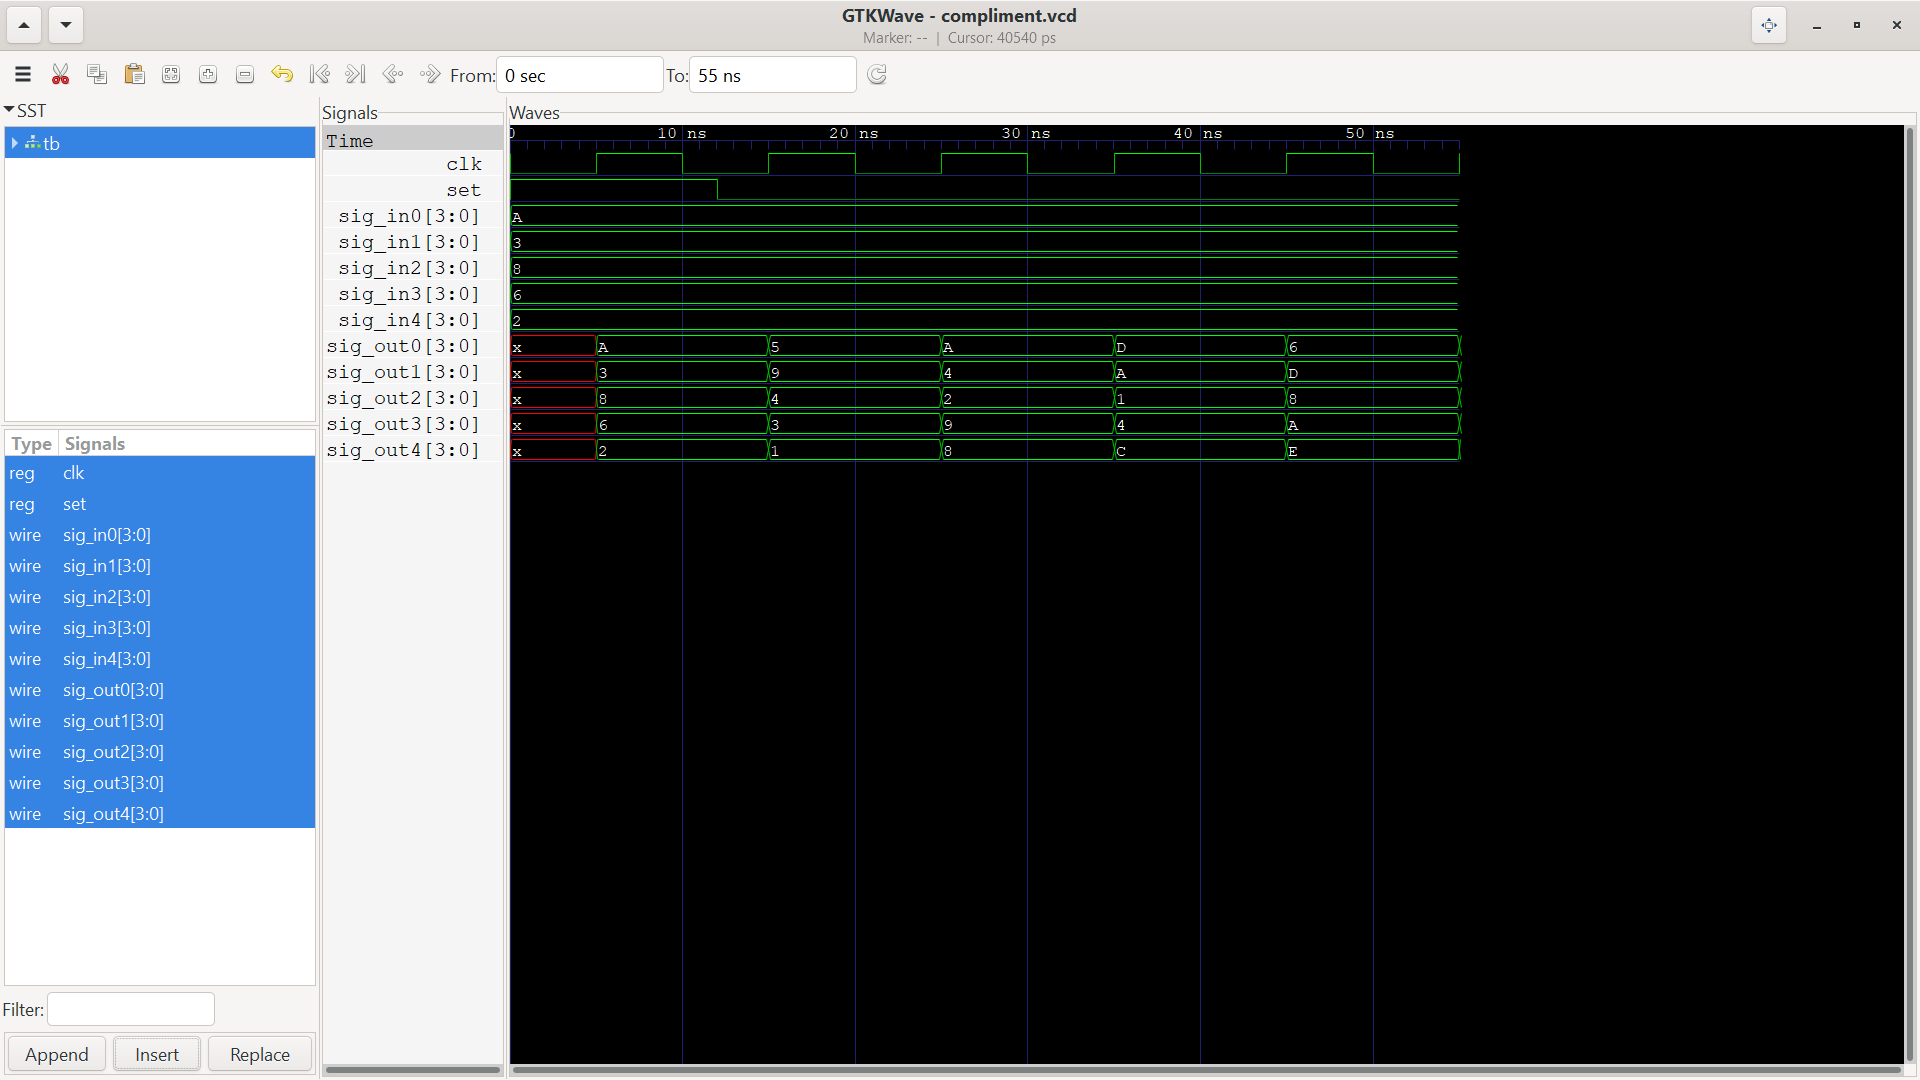 GTKWave - compliment.vcd
Marker: -- | Cursor: 40540 ps
From: 0 sec To: 55 ns
SST
tb
Type Signals
reg clk
reg set
wire sig_in0[3:0]
wire sig_in1[3:0]
wire sig_in2[3:0]
wire sig_in3[3:0]
wire sig_in4[3:0]
wire sig_out0[3:0]
wire sig_out1[3:0]
wire sig_out2[3:0]
wire sig_out3[3:0]
wire sig_out4[3:0]
Filter:
Append Insert Replace
Signals
Time
clk
set
sig_in0[3:0]
sig_in1[3:0]
sig_in2[3:0]
sig_in3[3:0]
sig_in4[3:0]
sig_out0[3:0]
sig_out1[3:0]
sig_out2[3:0]
sig_out3[3:0]
sig_out4[3:0]
Waves
0 10 ns 20 ns 30 ns 40 ns 50 ns
A
3
8
6
2
x A 5 A D 6
x 3 9 4 A D
x 8 4 2 1 8
x 6 3 9 4 A
x 2 1 8 C E